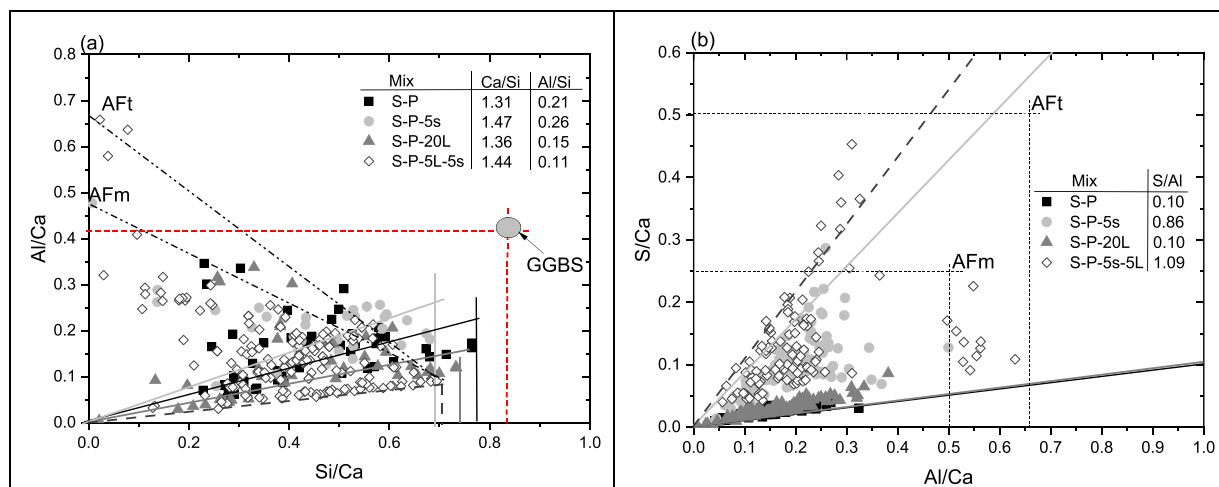 (a)
0.8
0.7
0.6
0.5
0.4
0.3
0.2
0.1
0.0
Al/Ca
AFt
AFm
Mix Ca/Si Al/Si
S-P 1.31 0.21
S-P-5s 1.47 0.26
S-P-20L 1.36 0.15
S-P-5L-5s 1.44 0.11
GGBS
0.0 0.2 0.4 0.6 0.8 1.0
Si/Ca
(b)
0.6
0.5
0.4
0.3
0.2
0.1
0.0
S/Ca
AFt
AFm
Mix S/Al
S-P 0.10
S-P-5s 0.86
S-P-20L 0.10
S-P-5s-5L 1.09
0.0 0.1 0.2 0.3 0.4 0.5 0.6 0.7 0.8 0.9 1.0
Al/Ca